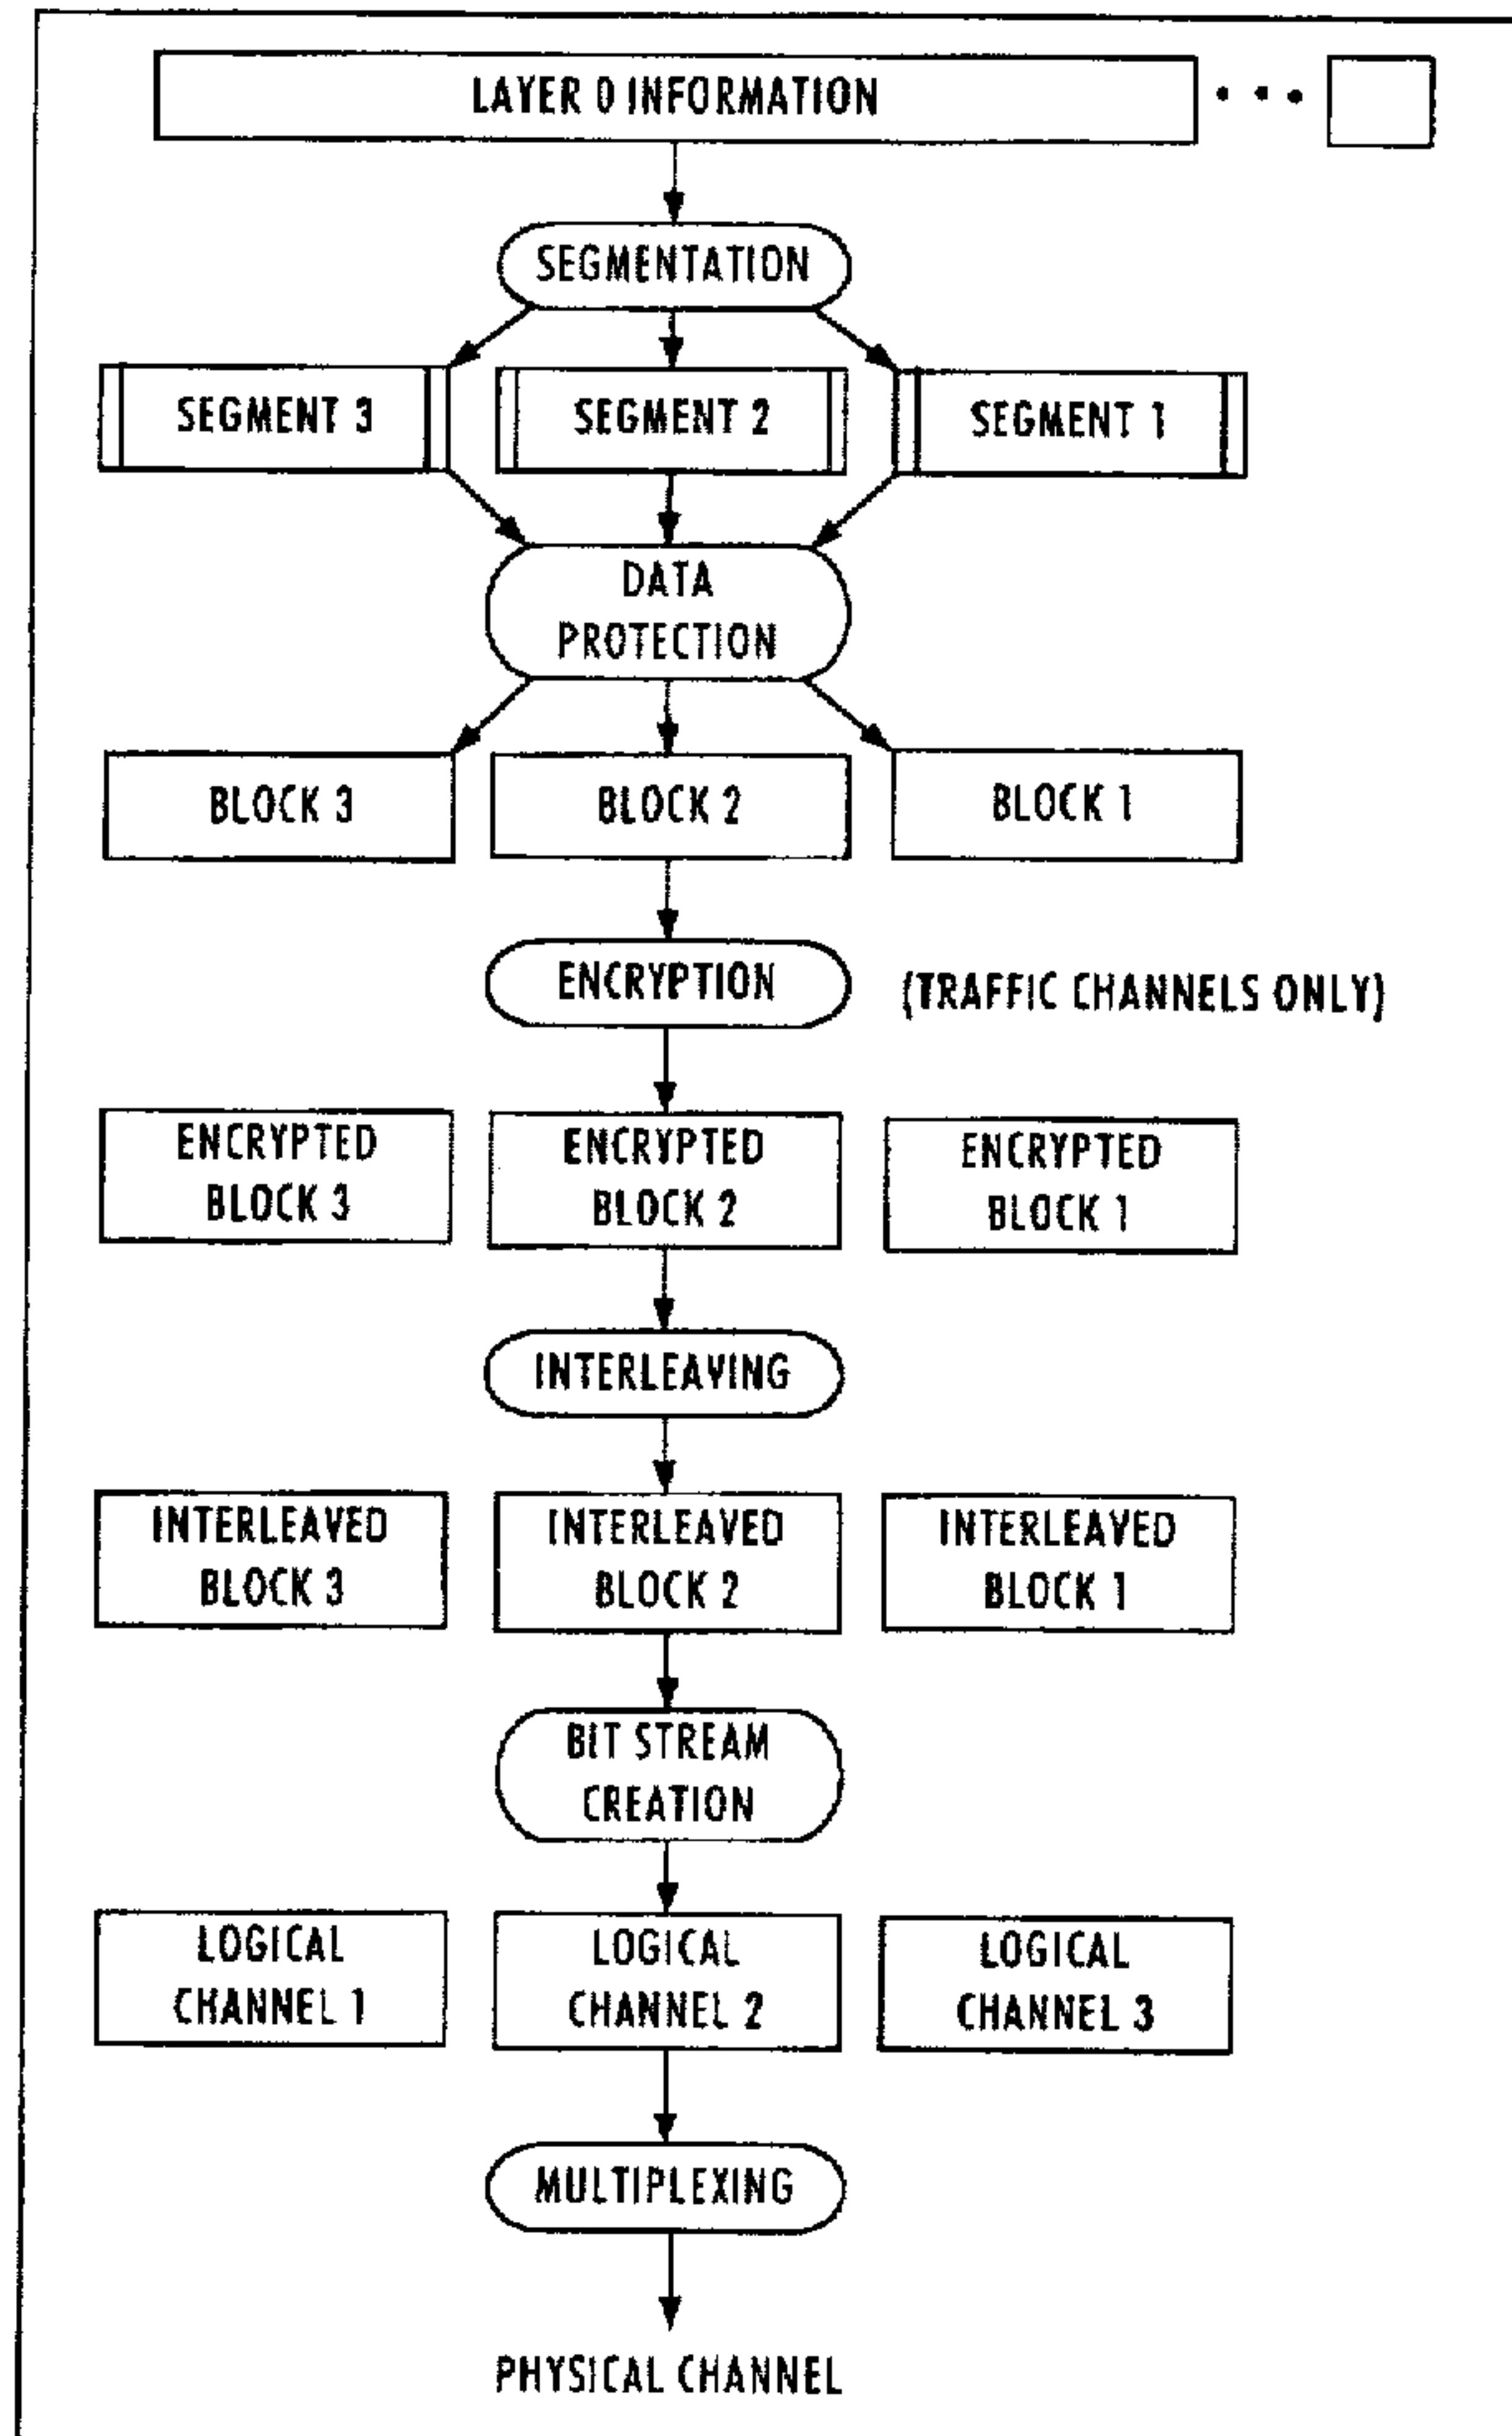 LAYER 0 INFORMATION
SEGMENTATION
SEGMENT 3
SEGMENT 2
SEGMENT 1
DATA
PROTECTION
BLOCK 3
BLOCK 2
BLOCK 1
ENCRYPTION
(TRAFFIC CHANNELS ONLY)
ENCRYPTED
BLOCK 3
ENCRYPTED
BLOCK 2
ENCRYPTED
BLOCK 1
INTERLEAVING
INTERLEAVED
BLOCK 3
INTERLEAVED
BLOCK 2
INTERLEAVED
BLOCK 1
BIT STREAM
CREATION
LOGICAL
CHANNEL 1
LOGICAL
CHANNEL 2
LOGICAL
CHANNEL 3
MULTIPLEXING
PHYSICAL CHANNEL